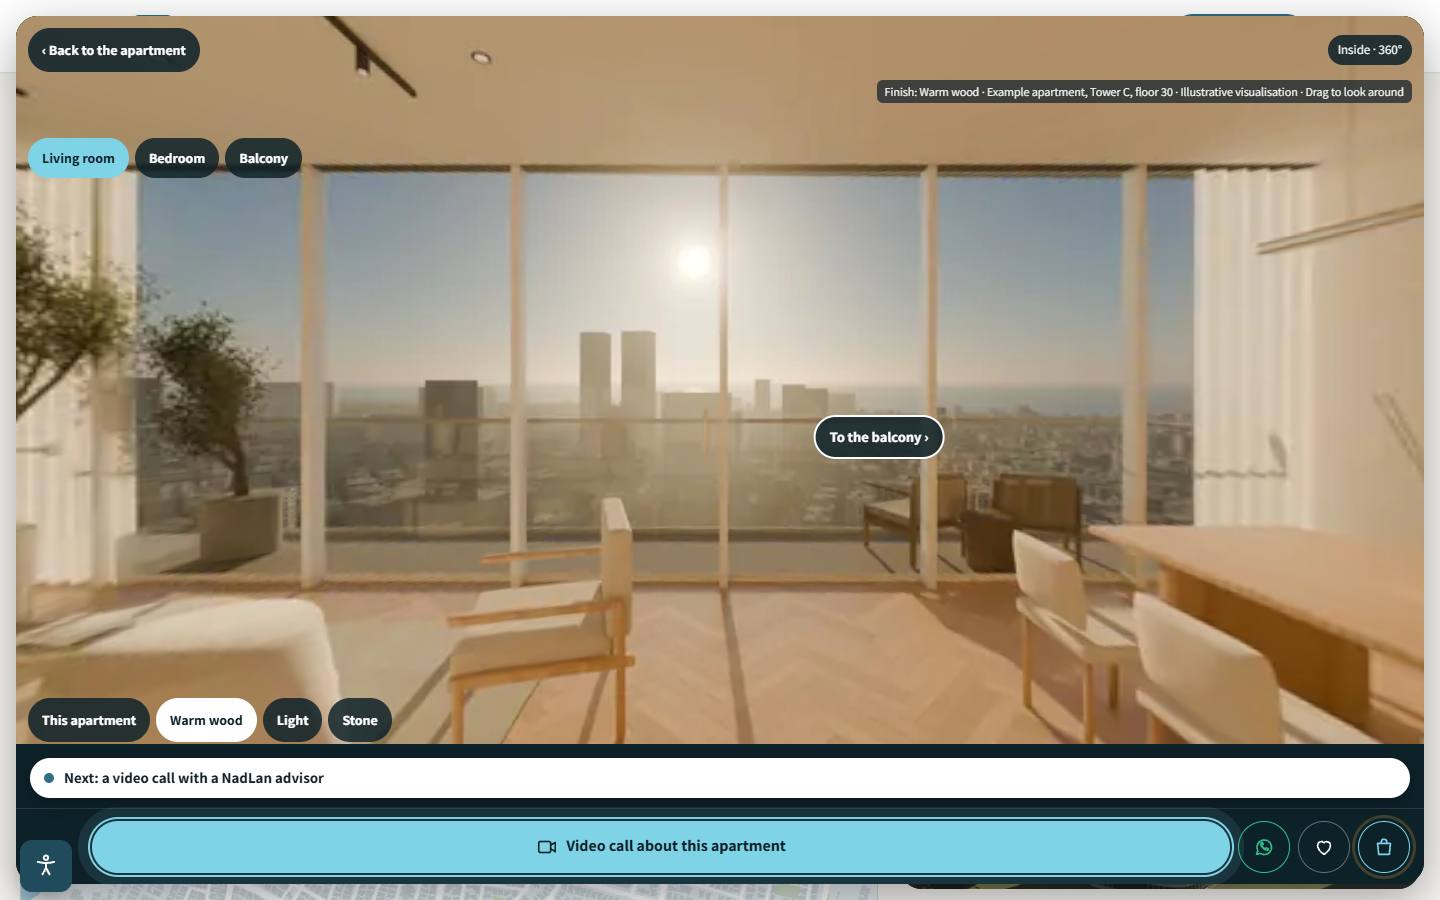 ‹ Back to the apartment
Inside · 360°
Finish: Warm wood · Example apartment, Tower C, floor 30 · Illustrative visualisation · Drag to look around
Living room
Bedroom
Balcony
To the balcony ›
This apartment
Warm wood
Light
Stone
Next: a video call with a NadLan advisor
Video call about this apartment